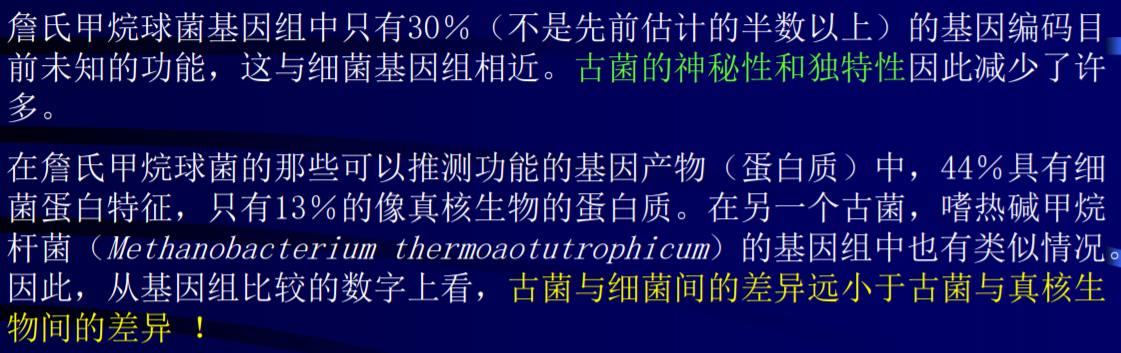 詹氏甲烷球菌基因组中只有30％（不是先前估计的半数以上）的基因编码目
前未知的功能，这与细菌基因组相近。古菌的神秘性和独特性因此减少了许
多。
在詹氏甲烷球菌的那些可以推测功能的基因产物（蛋白质）中，44％具有细
菌蛋白特征，只有13％的像真核生物的蛋白质。在另一个古菌，嗜热碱甲烷
杆菌（Methanobacterium thermoaotutrophicum）的基因组中也有类似情况。
因此，从基因组比较的数字上看，古菌与细菌间的差异远小于古菌与真核生
物间的差异 ！